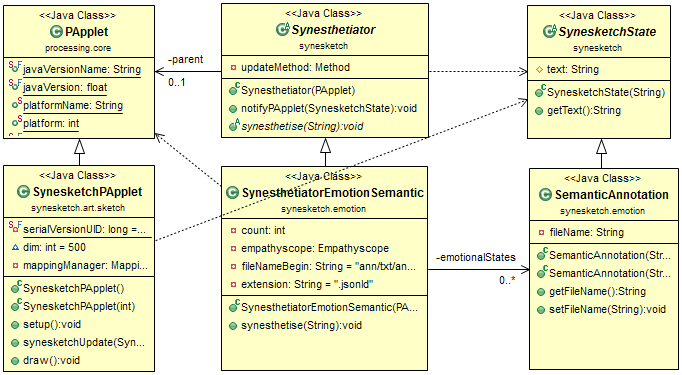 <<Java Class>>
PApplet
processing.core
javaVersionName: String
javaVersion: float
platformName: String
platform: int
<<Java Class>>
Synesthetiator
synesketch
updateMethod: Method
Synesthetiator(PApplet)
notifyPApplet(SynesketchState):void
synesthetise(String):void
<<Java Class>>
SynesketchState
synesketch
text: String
SynesketchState(String)
getText():String
-parent
0..1
<<Java Class>>
SynesketchPApplet
synesketch.art.sketch
serialVersionUID: long =...
dim: int = 500
mappingManager: Mappi...
SynesketchPApplet()
SynesketchPApplet(int)
setup():void
synesketchUpdate(Syn...
draw():void
<<Java Class>>
SynesthetiatorEmotionSemantic
synesketch.emotion
count: int
empathyscope: Empathyscope
fileNameBegin: String = "ann/txt/an...
extension: String = ".jsonld"
SynesthetiatorEmotionSemantic(PA...
synesthetise(String):void
-emotionalStates
0..*
<<Java Class>>
SemanticAnnotation
synesketch.emotion
fileName: String
SemanticAnnotation(Str...
SemanticAnnotation(Str...
getFileName():String
setFileName(String):void